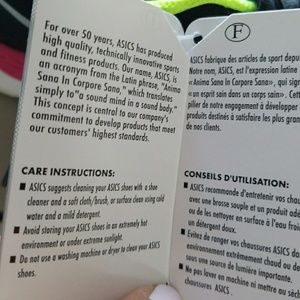 For over 50 years, ASICS has produced
high quality, technically innovative sports
and fitness products. Our name, ASICS, is
an acronym from the Latin phrase, "Anima
Sana In Corpore Sano," which translates
simply to"a sound mind in a sound body."
This concept is central to our company's
commitment to develop products that meet
our customers' highest standards.
CARE INSTRUCTIONS:
■ ASICS suggests cleaning your ASICS with a shoe
cleaner and a soft cloth/brush, or surface clean using cold
water and a mild detergent.
■ Avoid storing your ASICS shoes in an extremely hot
environment or under extreme sunlight.
■ Do not use a washing machine or dryer to clean your ASICS
shoes.
F
ASICS fabrique des articles de sport depu
Notre nom, ASICS, est l'expression latine
Sana In Corpore Sano», qui sign
«un esprit sain dans un corps sain».
pilier de notre engagement à développer
produits destinés à satisfaire les plus grand
de nos clients.
CONSEILS D'UTILISATION:
■ ASICS recommande d'entretenir vos chau
avec une brosse souple et un produit ada
ou de les nettoyer en surface à l'eau froid
un détergent doux.
■ Évitez de ranger vos chaussures ASICS dan
environnement extrêmement chaud ou de
sous une source de lumière importante.
■ Ne pas laver en machine ni mettre au sèche
chaussures ASICS.